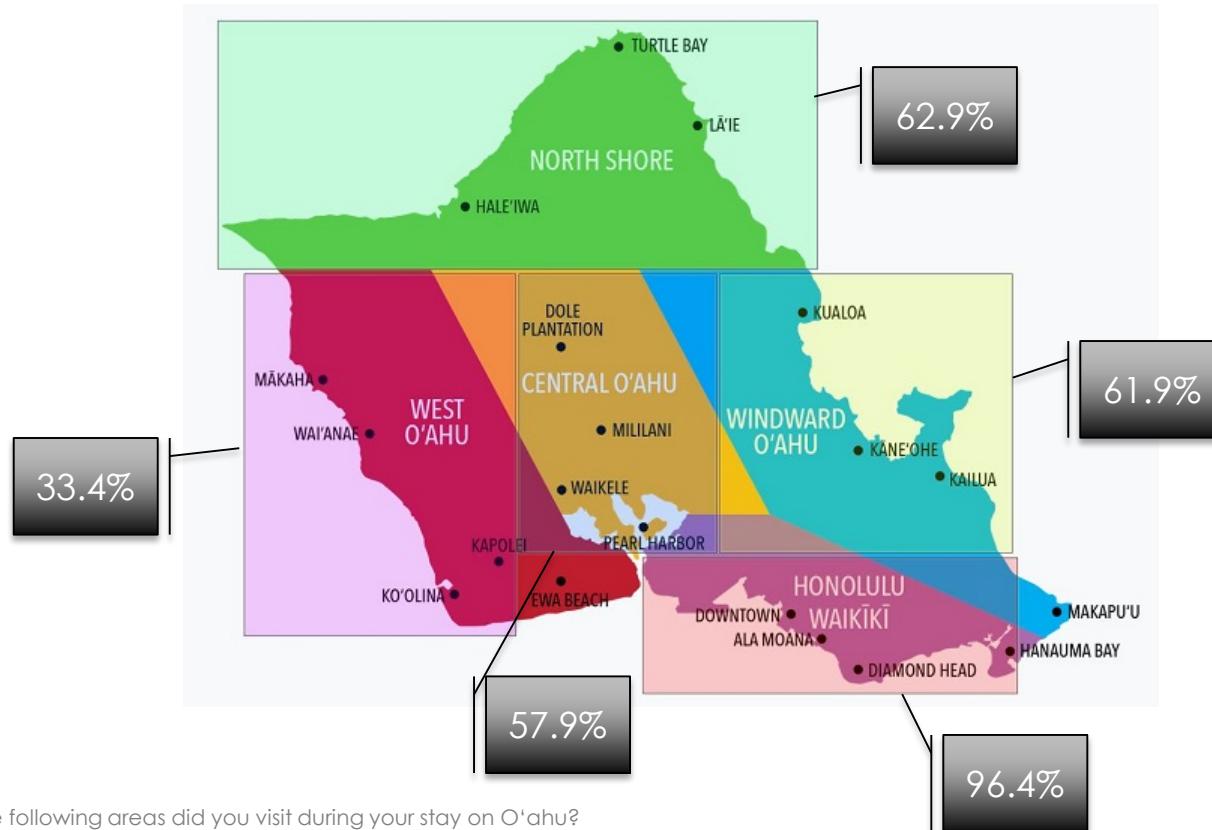 TURTLE BAY
62.9%
LĀ'IE
NORTH SHORE
HALE'IWA
DOLE
PLANTATION
KUALOA
MĀKAHA
CENTRAL O'AHU
61.9%
WEST
O'AHU
WINDWARD
O'AHU
WAI'ANAE
MILILANI
KĀNE'OHE
KAILUA
33.4%
WAIKELE
PEARL HARBOR
KAPOLEI
KO'OLINA
EWA BEACH
HONOLULU
WAIKĪKĪ
DOWNTOWN
ALA MOANA
MAKAPU'U
HANAUMA BAY
DIAMOND HEAD
57.9%
96.4%
following areas did you visit during your stay on O‘ahu?